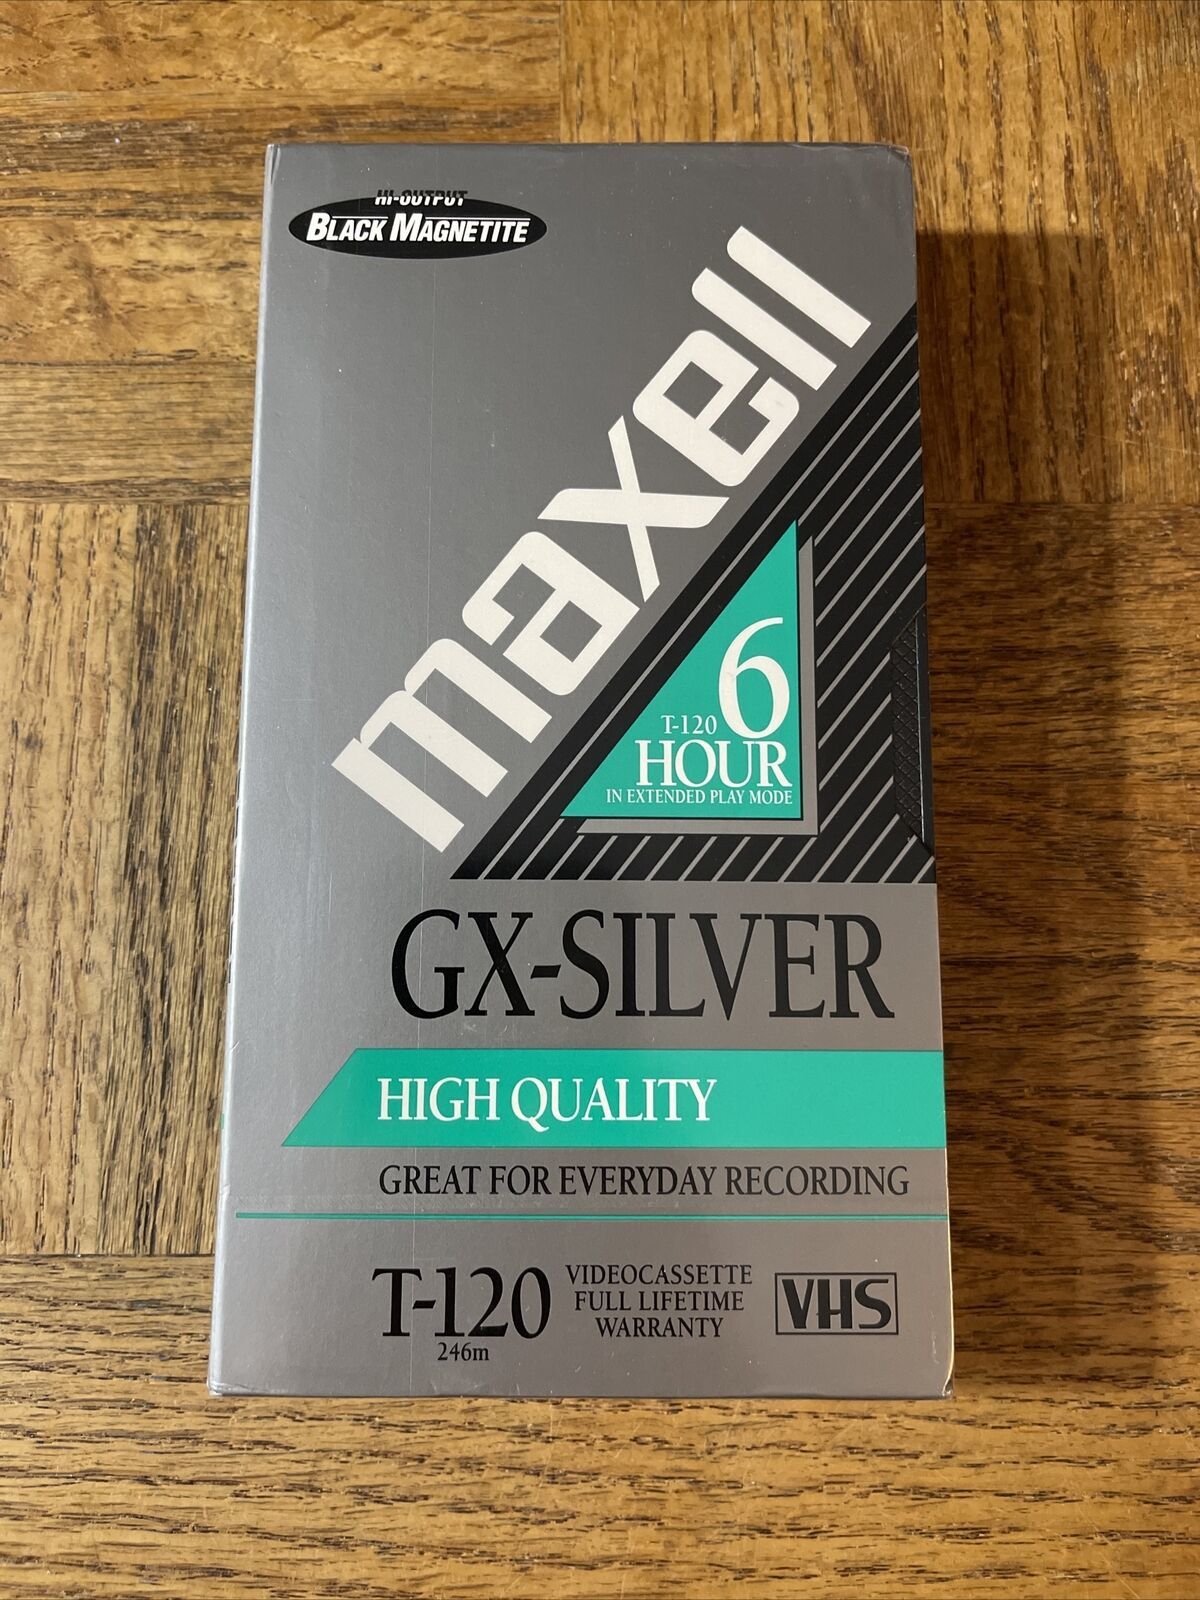 HI-OUTPUT
BLACK MAGNETITE
maxell
6
T-120
HOUR
IN EXTENDED PLAY MODE
GX-SILVER
HIGH QUALITY
GREAT FOR EVERYDAY RECORDING
T-120
246m
VIDEOCASSETTE
FULL LIFETIME
WARRANTY
VHS